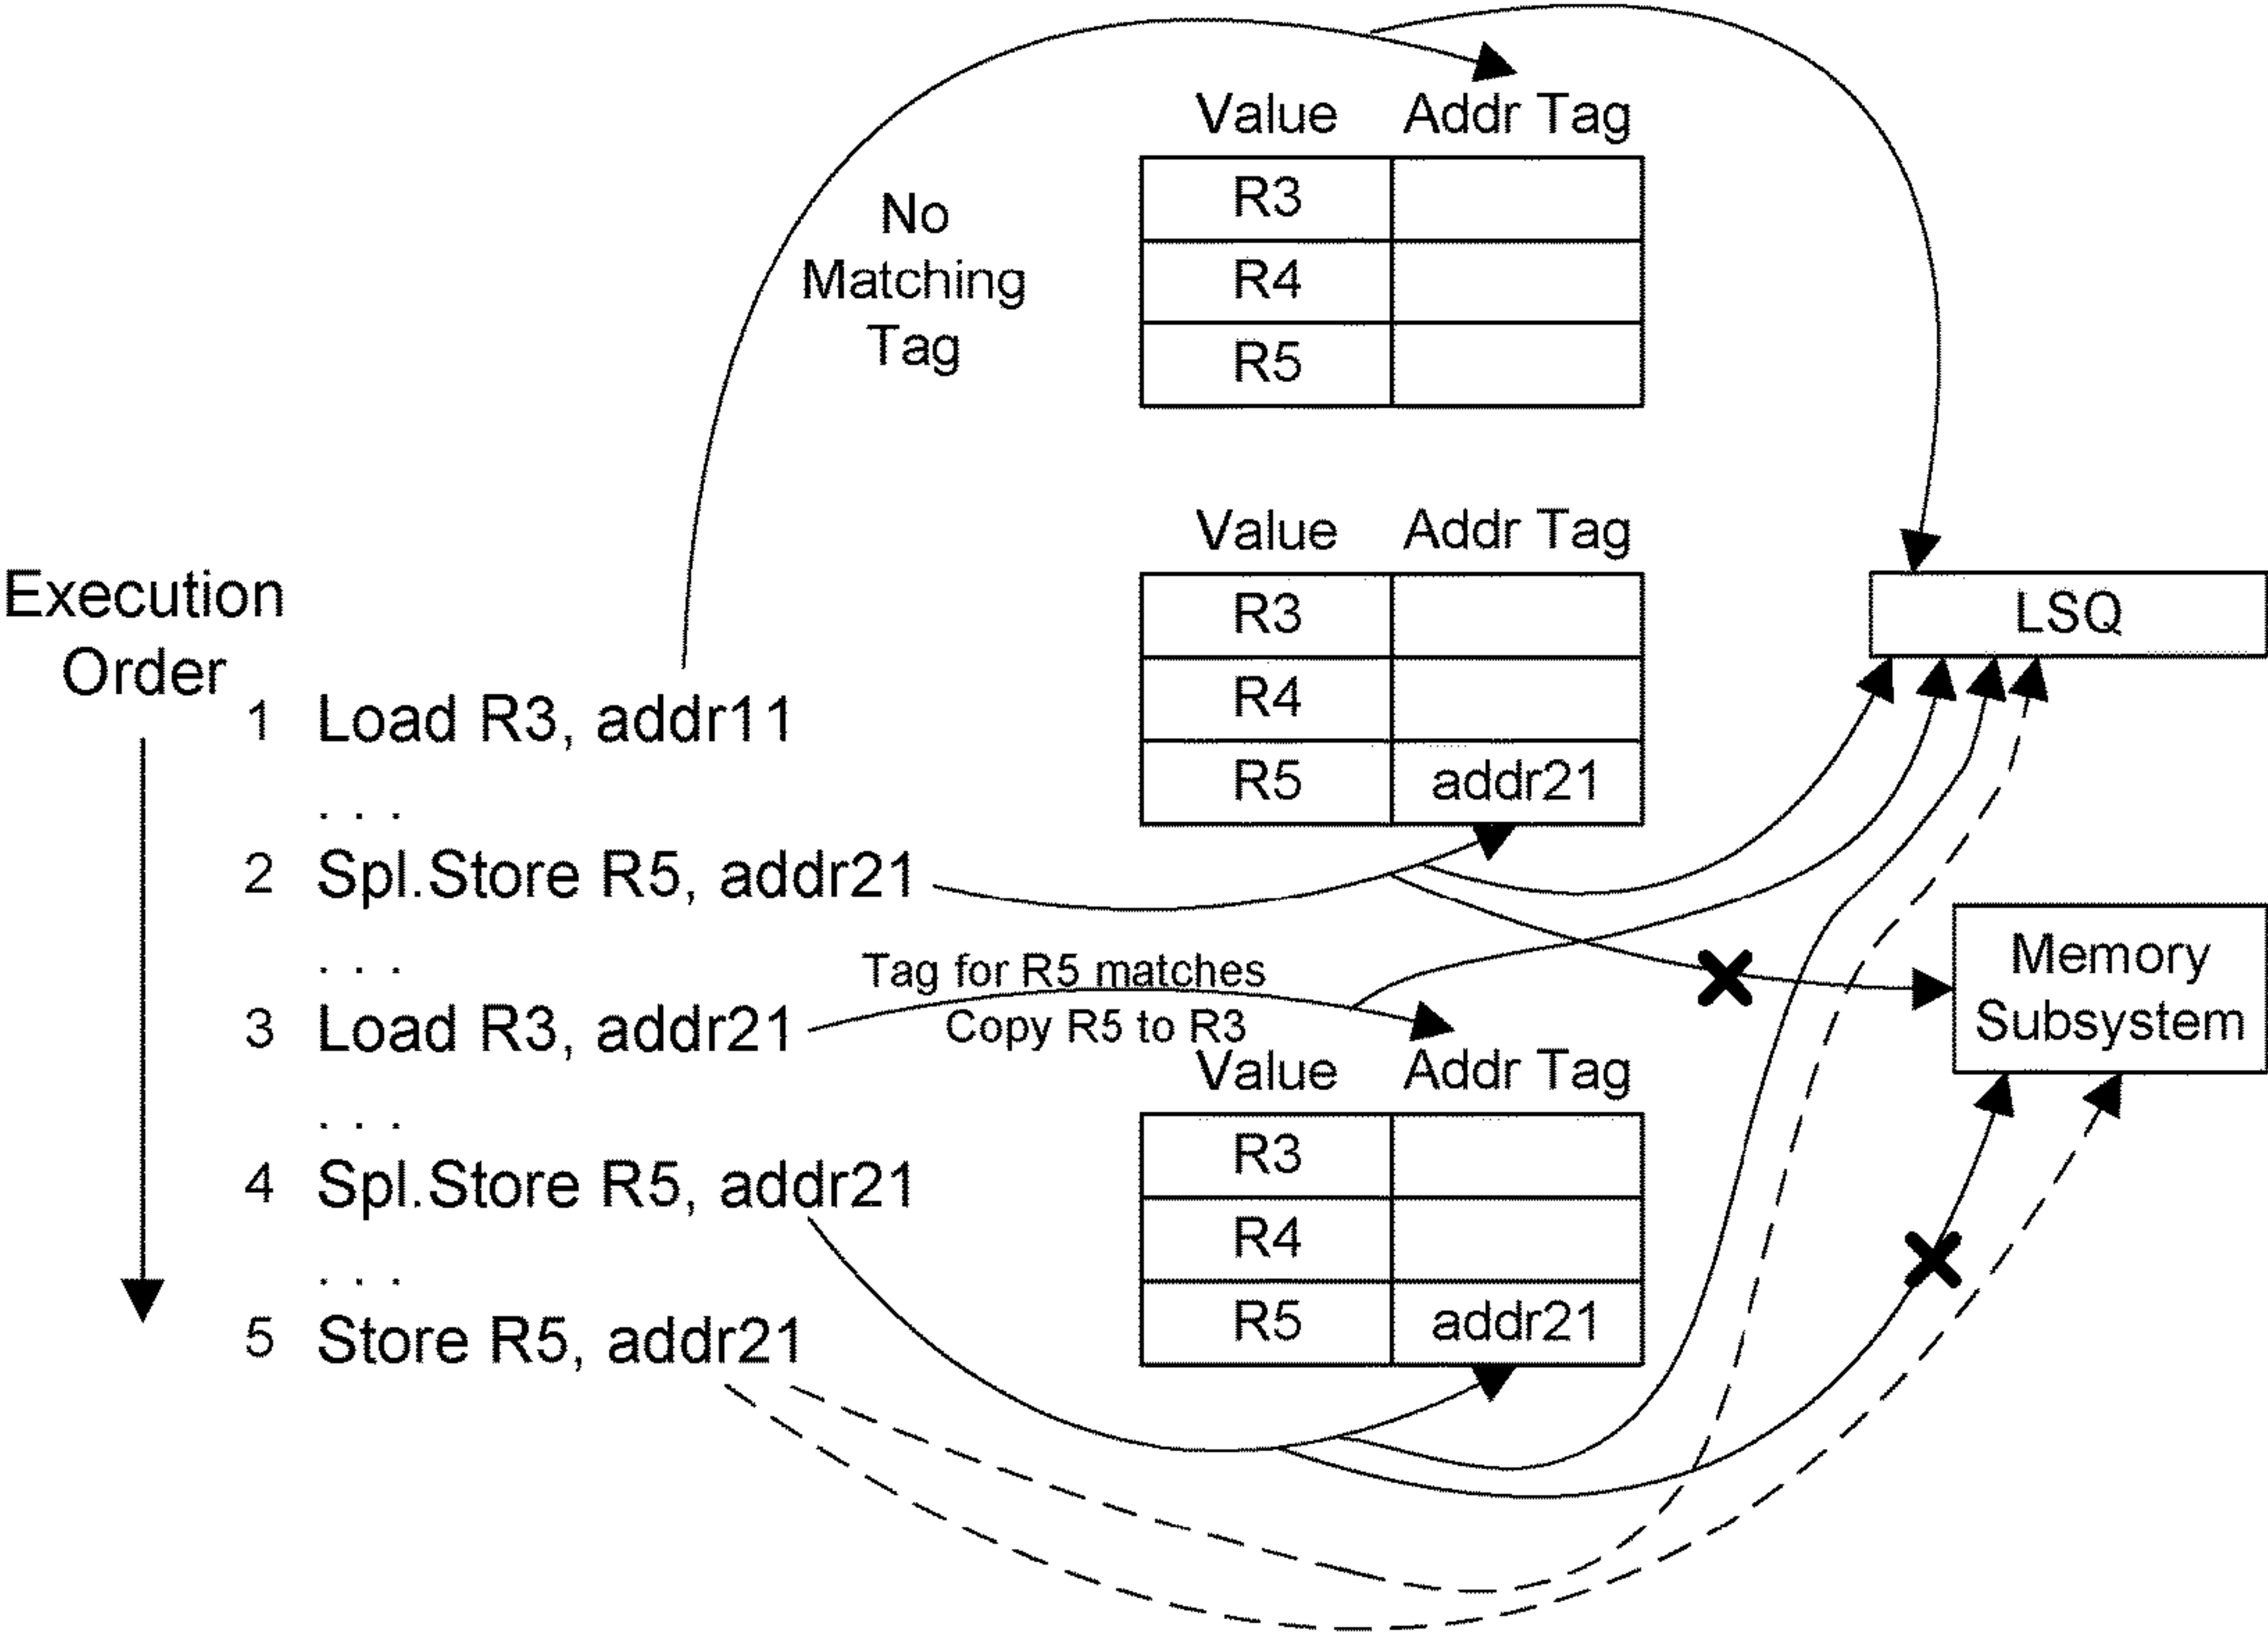 Value Addr Tag
R3
No
Matching
Tag
R4
R5
Value Addr Tag
R3
R4
R5 addr21
LSQ
Execution
Order
1 Load R3, addr11
. . .
2 Spl.Store R5, addr21
. . .
3 Load R3, addr21
Tag for R5 matches
Copy R5 to R3
Memory
Subsystem
Value Addr Tag
R3
R4
R5 addr21
. . .
4 Spl.Store R5, addr21
. . .
5 Store R5, addr21